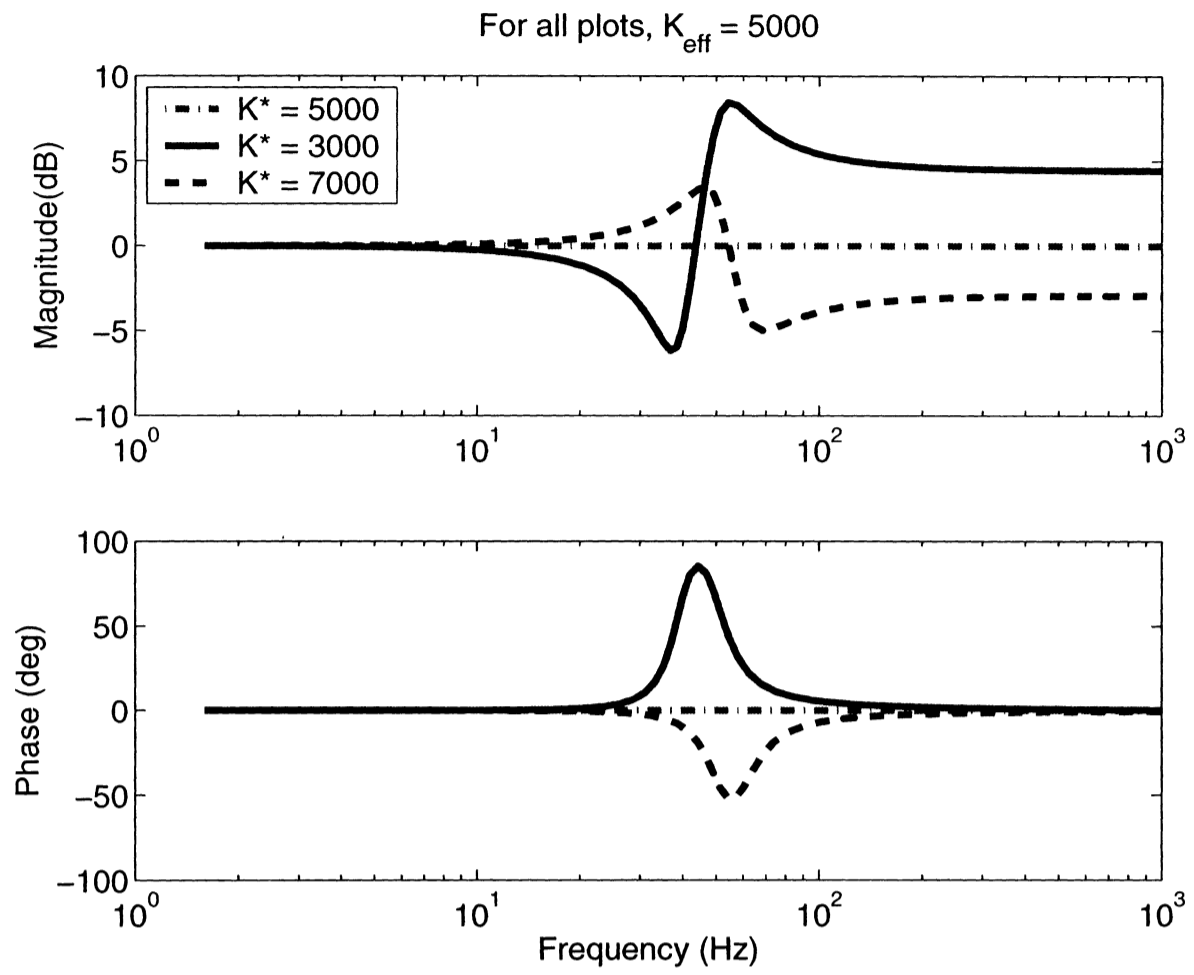 For all plots, K_eff = 5000
10
5
0
−5
−10
Magnitude(dB)
K* = 5000
K* = 3000
K* = 7000
10^0
10^1
10^2
10^3
100
50
0
−50
−100
Phase (deg)
10^0
10^1
10^2
10^3
Frequency (Hz)